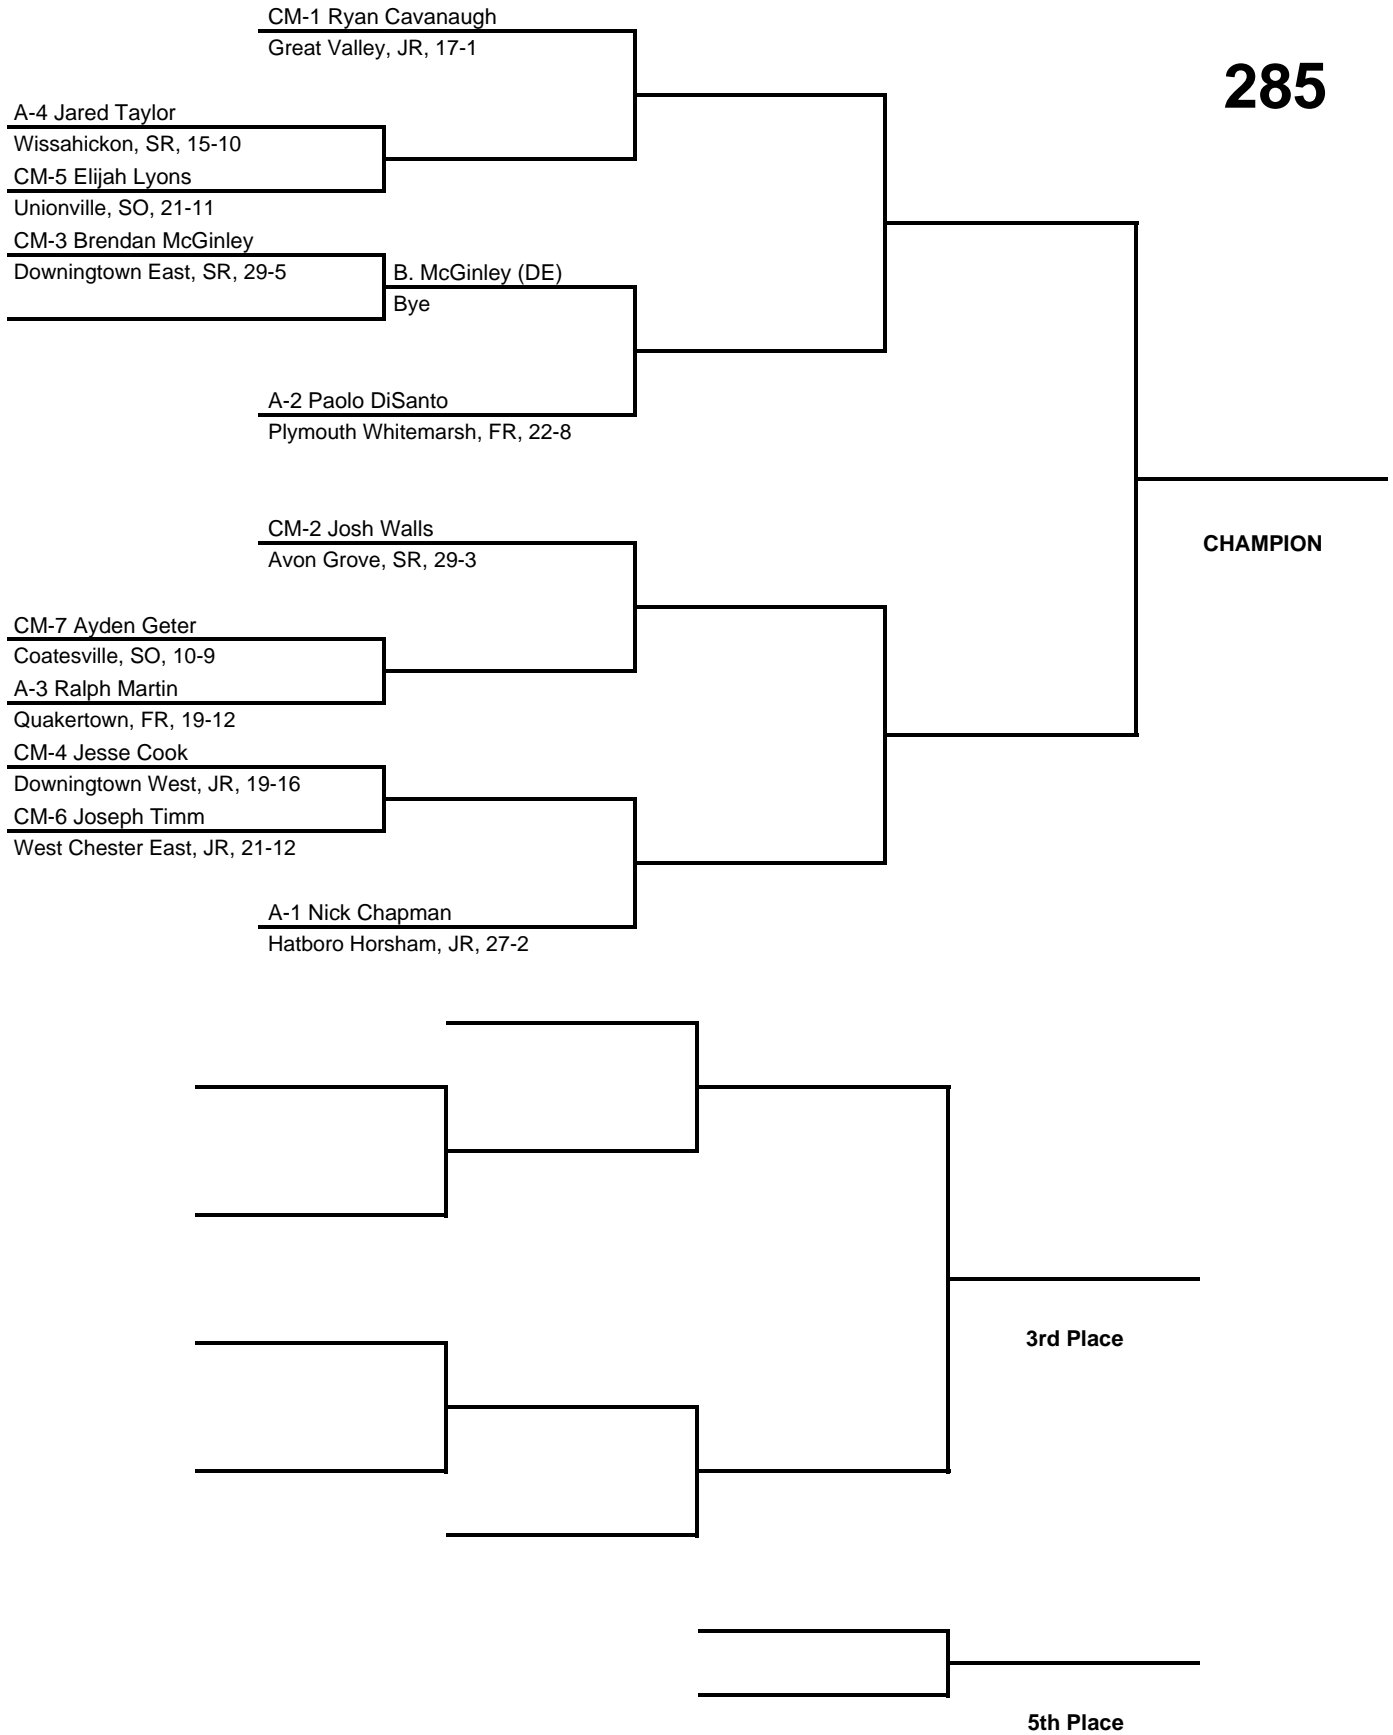 CM-1 Ryan Cavanaugh
Great Valley, JR, 17-1
285
A-4 Jared Taylor
Wissahickon, SR, 15-10
CM-5 Elijah Lyons
Unionville, SO, 21-11
CM-3 Brendan McGinley
Downingtown East, SR, 29-5
B. McGinley (DE)
Bye
A-2 Paolo DiSanto
Plymouth Whitemarsh, FR, 22-8
CM-2 Josh Walls
Avon Grove, SR, 29-3
CHAMPION
CM-7 Ayden Geter
Coatesville, SO, 10-9
A-3 Ralph Martin
Quakertown, FR, 19-12
CM-4 Jesse Cook
Downingtown West, JR, 19-16
CM-6 Joseph Timm
West Chester East, JR, 21-12
A-1 Nick Chapman
Hatboro Horsham, JR, 27-2
3rd Place
5th Place